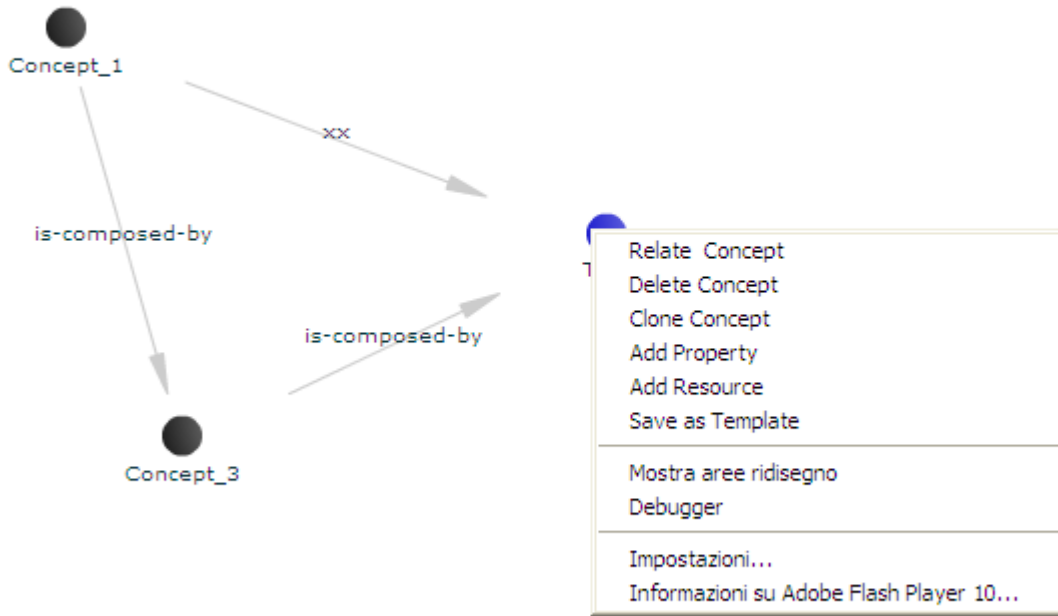 Concept_1
xx
is-composed-by
is-composed-by
Concept_3
Relate Concept
Delete Concept
Clone Concept
Add Property
Add Resource
Save as Template
Mostra aree ridisegno
Debugger
Impostazioni...
Informazioni su Adobe Flash Player 10...